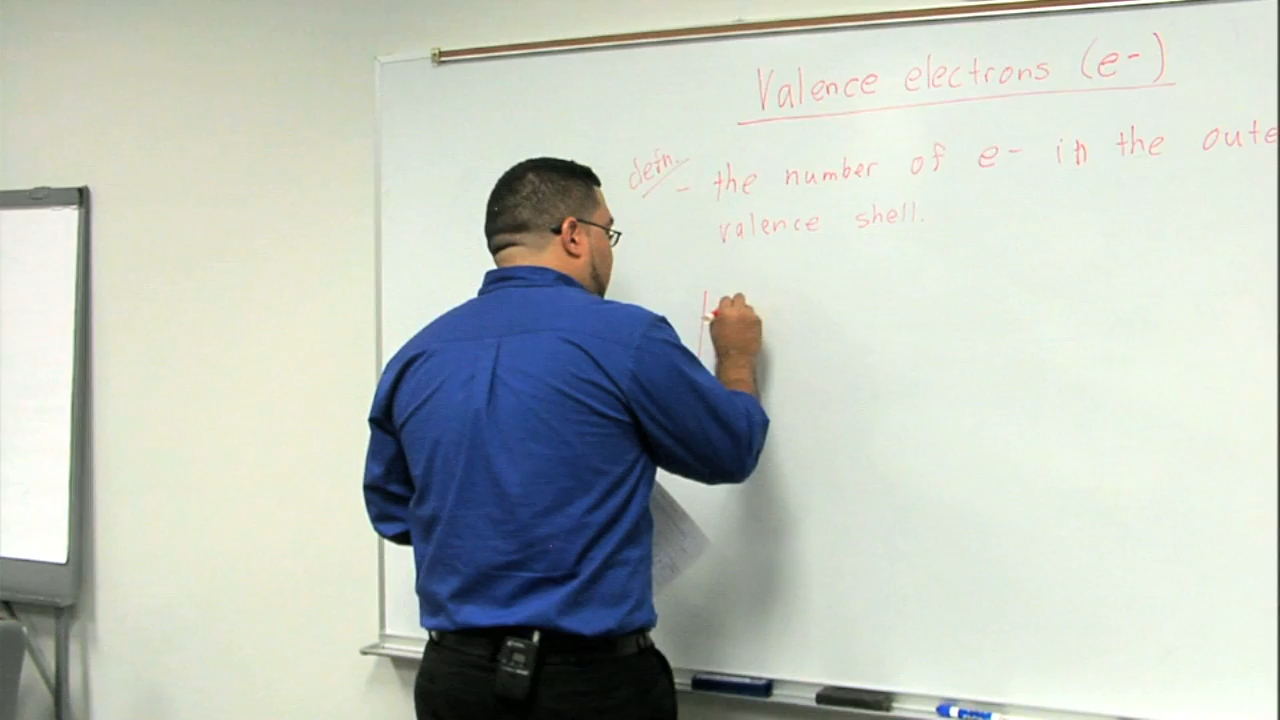 Valence electrons (e-)
defn. - the number of e- in the oute
valence shell.